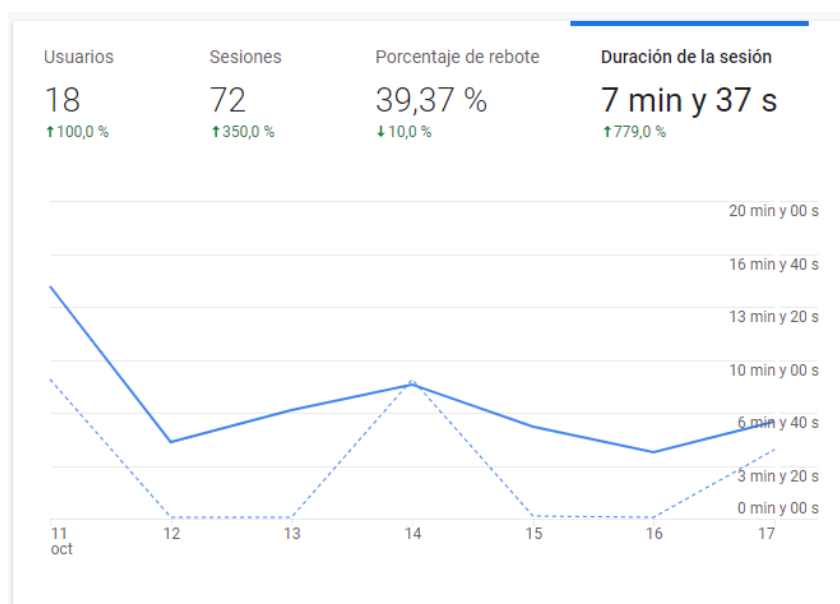 Usuarios
18
↑100,0 %
Sesiones
72
↑350,0 %
Porcentaje de rebote
39,37 %
↓10,0 %
Duración de la sesión
7 min y 37 s
↑779,0 %
20 min y 00 s
16 min y 40 s
13 min y 20 s
10 min y 00 s
6 min y 40 s
3 min y 20 s
0 min y 00 s
11 12 13 14 15 16 17
oct